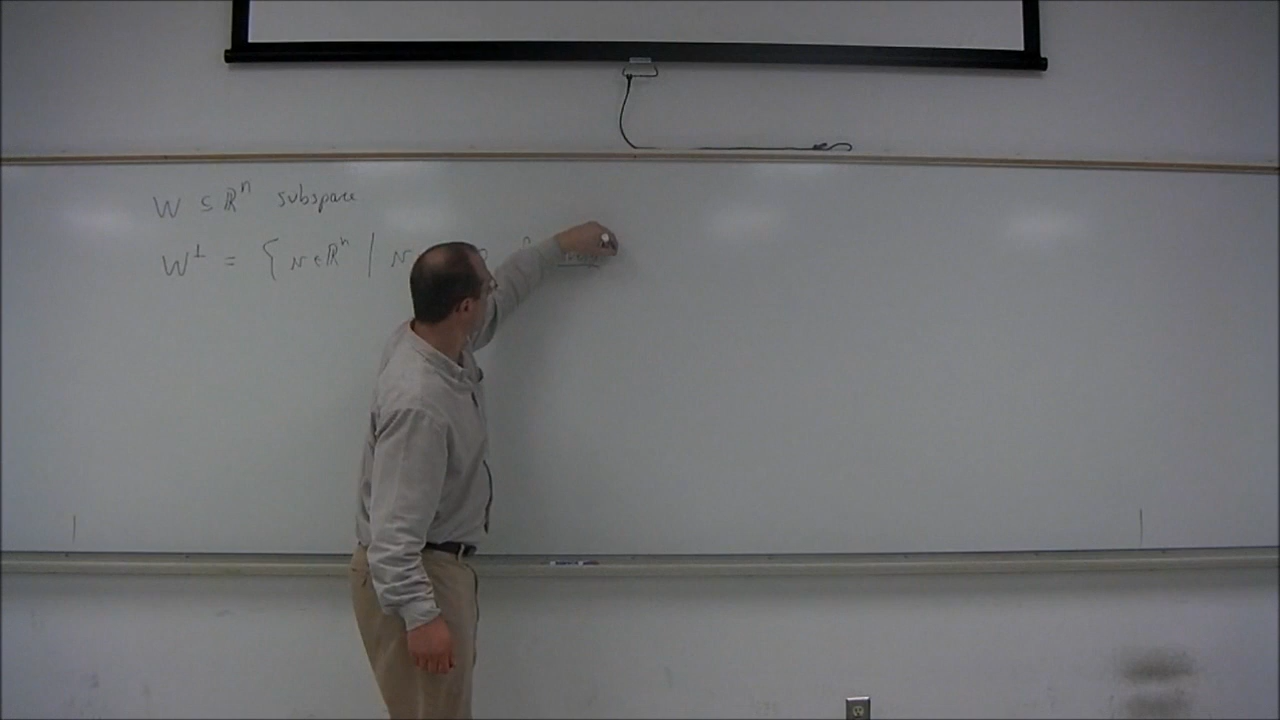 W ⊆ ℝⁿ subspace
W^⊥ = { v ∈ ℝⁿ | v